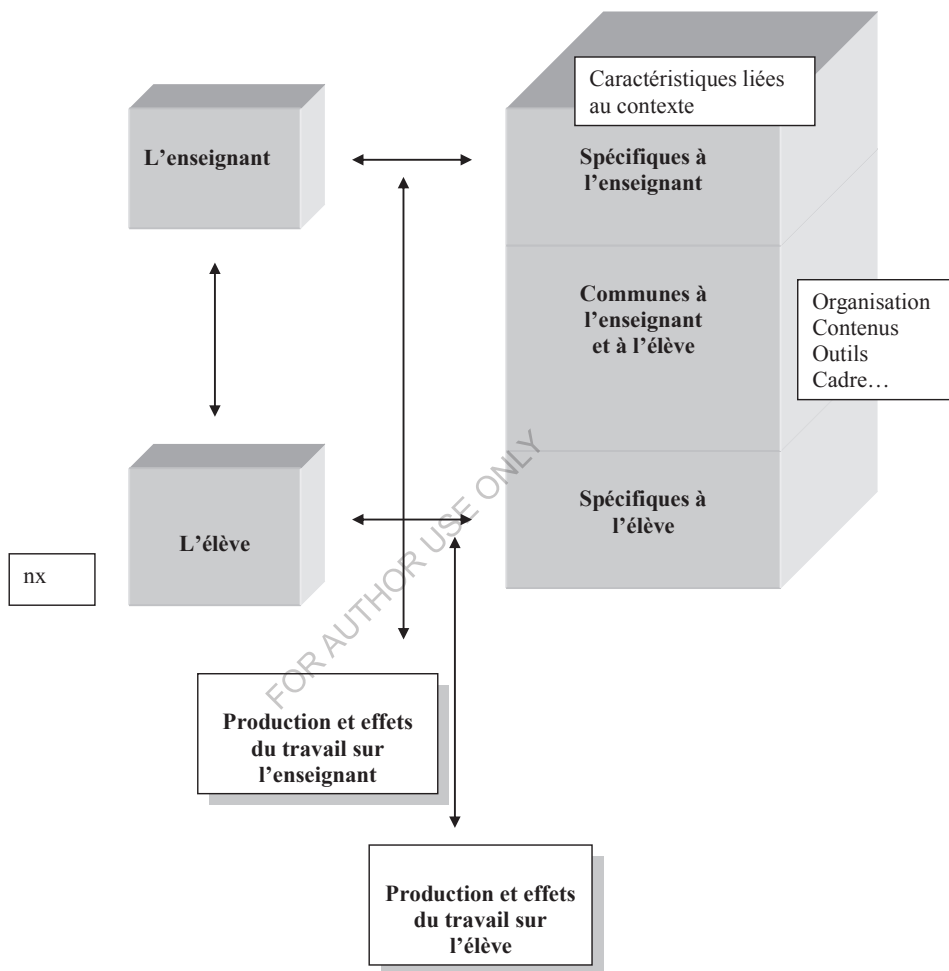 Caractéristiques liées
au contexte
L’enseignant
Spécifiques à
l’enseignant
Communes à
l’enseignant
et à l’élève
Organisation
Contenus
Outils
Cadre…
L’élève
Spécifiques à
l’élève
nx
FOR AUTHOR USE ONLY
Production et effets
du travail sur
l’enseignant
Production et effets
du travail sur
l’élève